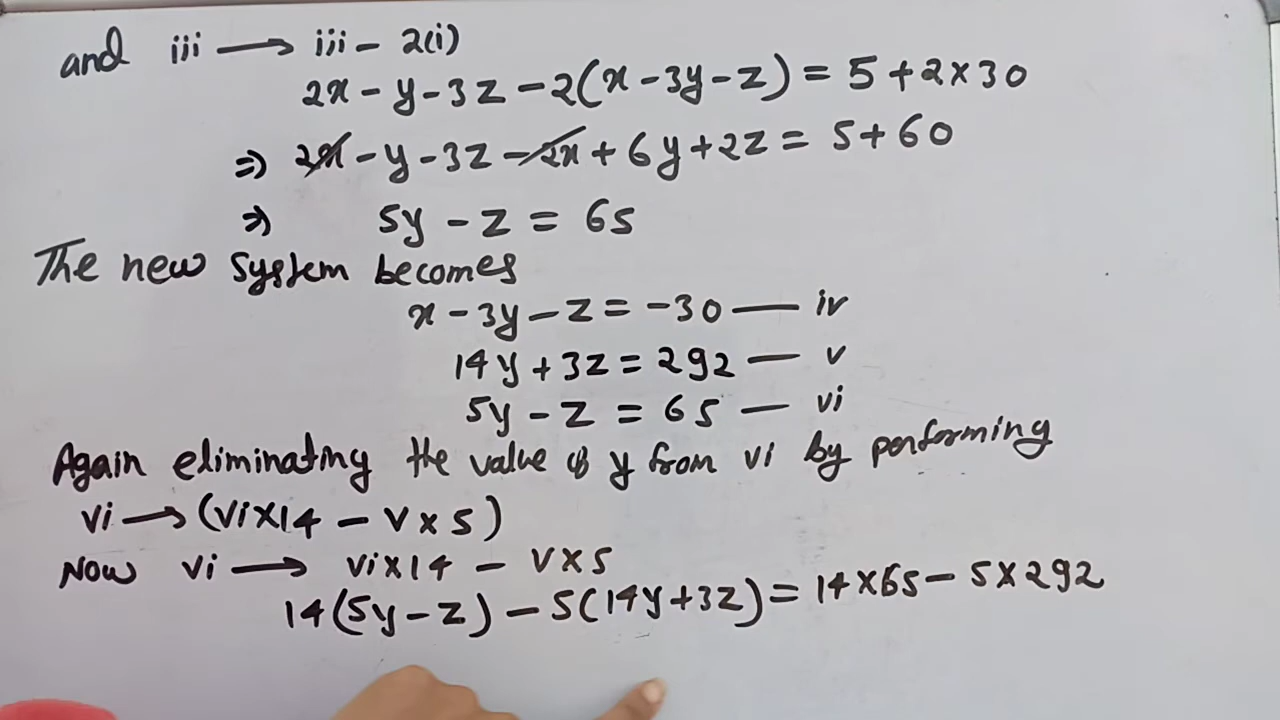 and iii → iii - 2(i)
2x - y - 3z - 2(x - 3y - z) = 5 + 2 × 30
⇒ 2x - y - 3z - 2x + 6y + 2z = 5 + 60
⇒ 5y - z = 65
The new system becomes
x - 3y - z = -30 — iv
14y + 3z = 292 — v
5y - z = 65 — vi
Again eliminating the value of y from vi by performing
vi → (vi×14 - v×5)
Now vi → vi×14 - v×5
14(5y - z) - 5(14y + 3z) = 14×65 - 5×292